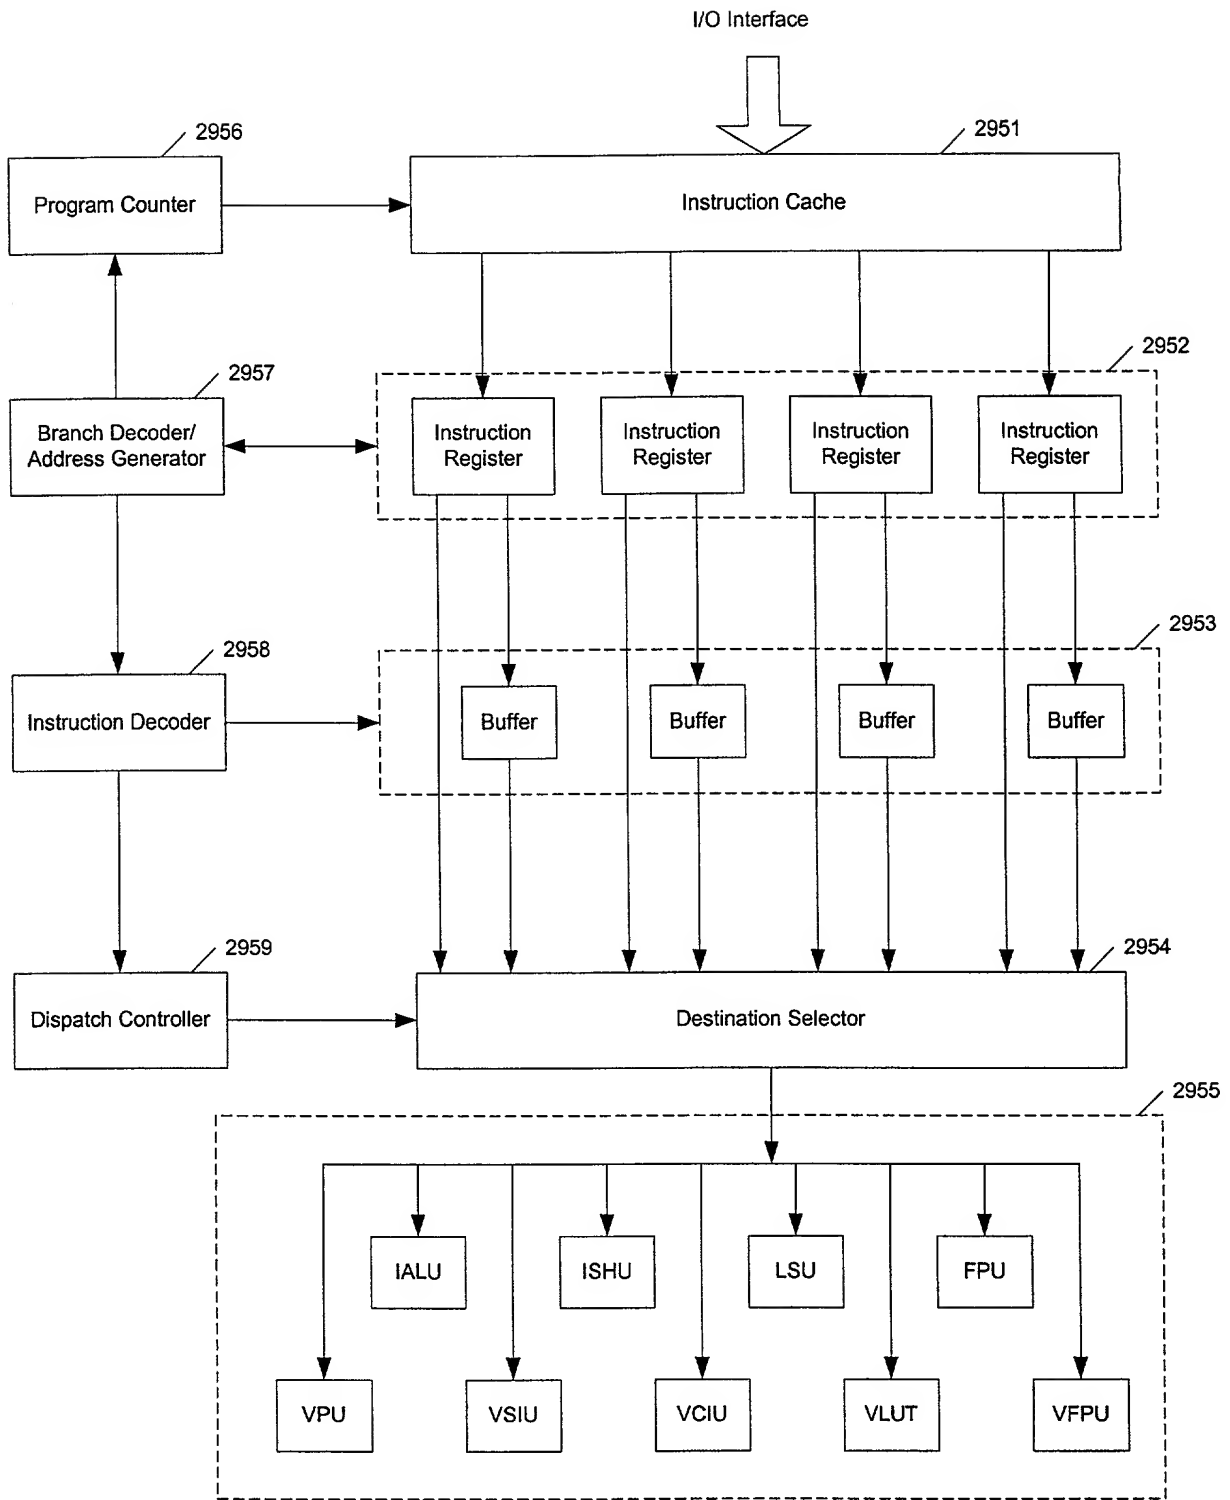 I/O Interface
2956
2951
Program Counter
Instruction Cache
2952
2957
Branch Decoder/
Address Generator
Instruction
Register
Instruction
Register
Instruction
Register
Instruction
Register
2953
2958
Instruction Decoder
Buffer
Buffer
Buffer
Buffer
2959
2954
Dispatch Controller
Destination Selector
2955
IALU
ISHU
LSU
FPU
VPU
VSIU
VCIU
VLUT
VFPU